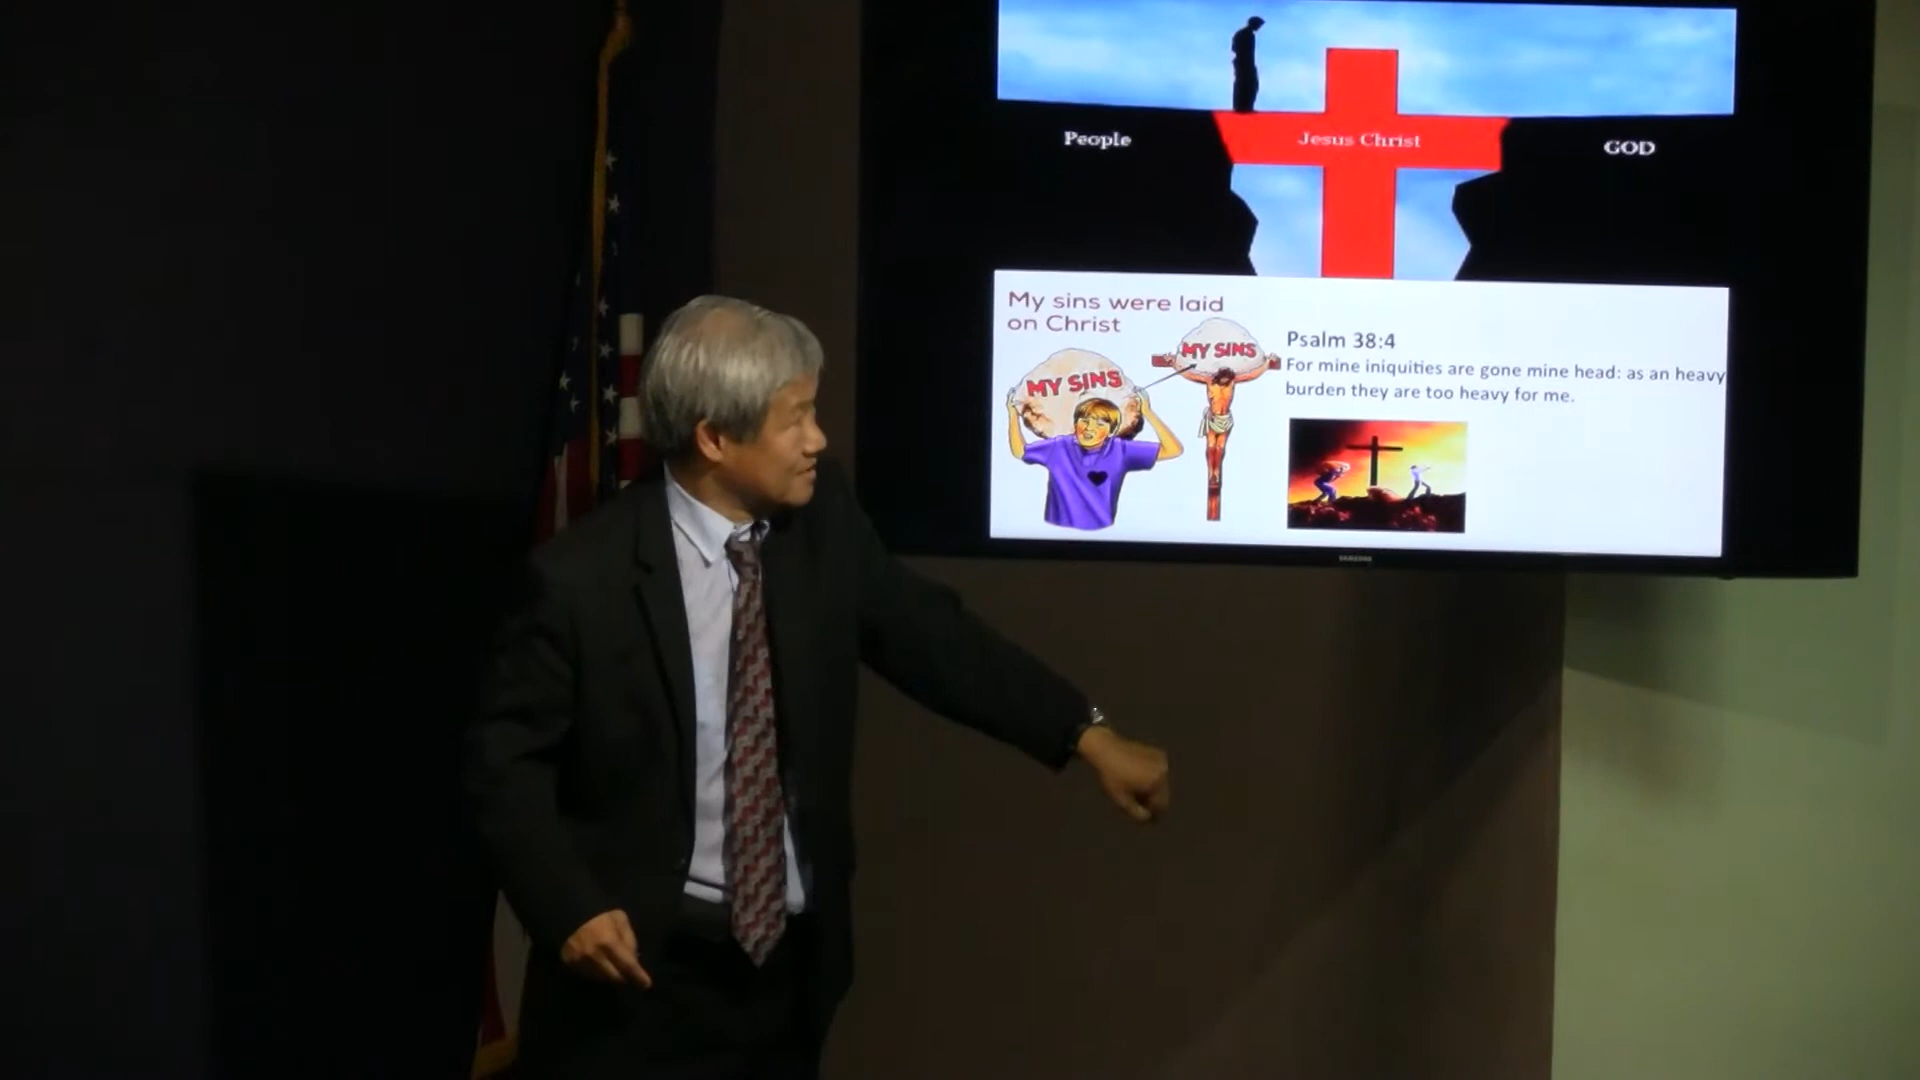 People
Jesus Christ
GOD
My sins were laid
on Christ
MY SINS
MY SINS
Psalm 38:4
For mine iniquities are gone mine head: as an heavy
burden they are too heavy for me.
SAMSUNG